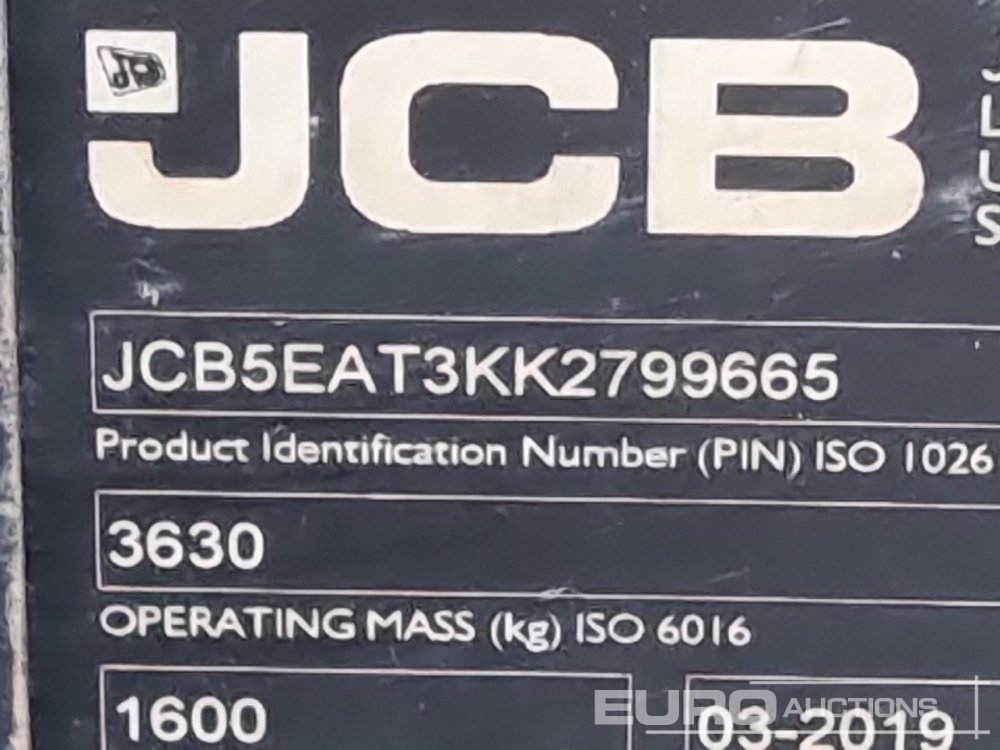 JCB
JCB
JCB5EAT3KK2799665
Product Identification Number (PIN) ISO 1026
3630
OPERATING MASS (kg) ISO 6016
1600
03-2019
EURO AUCTIONS